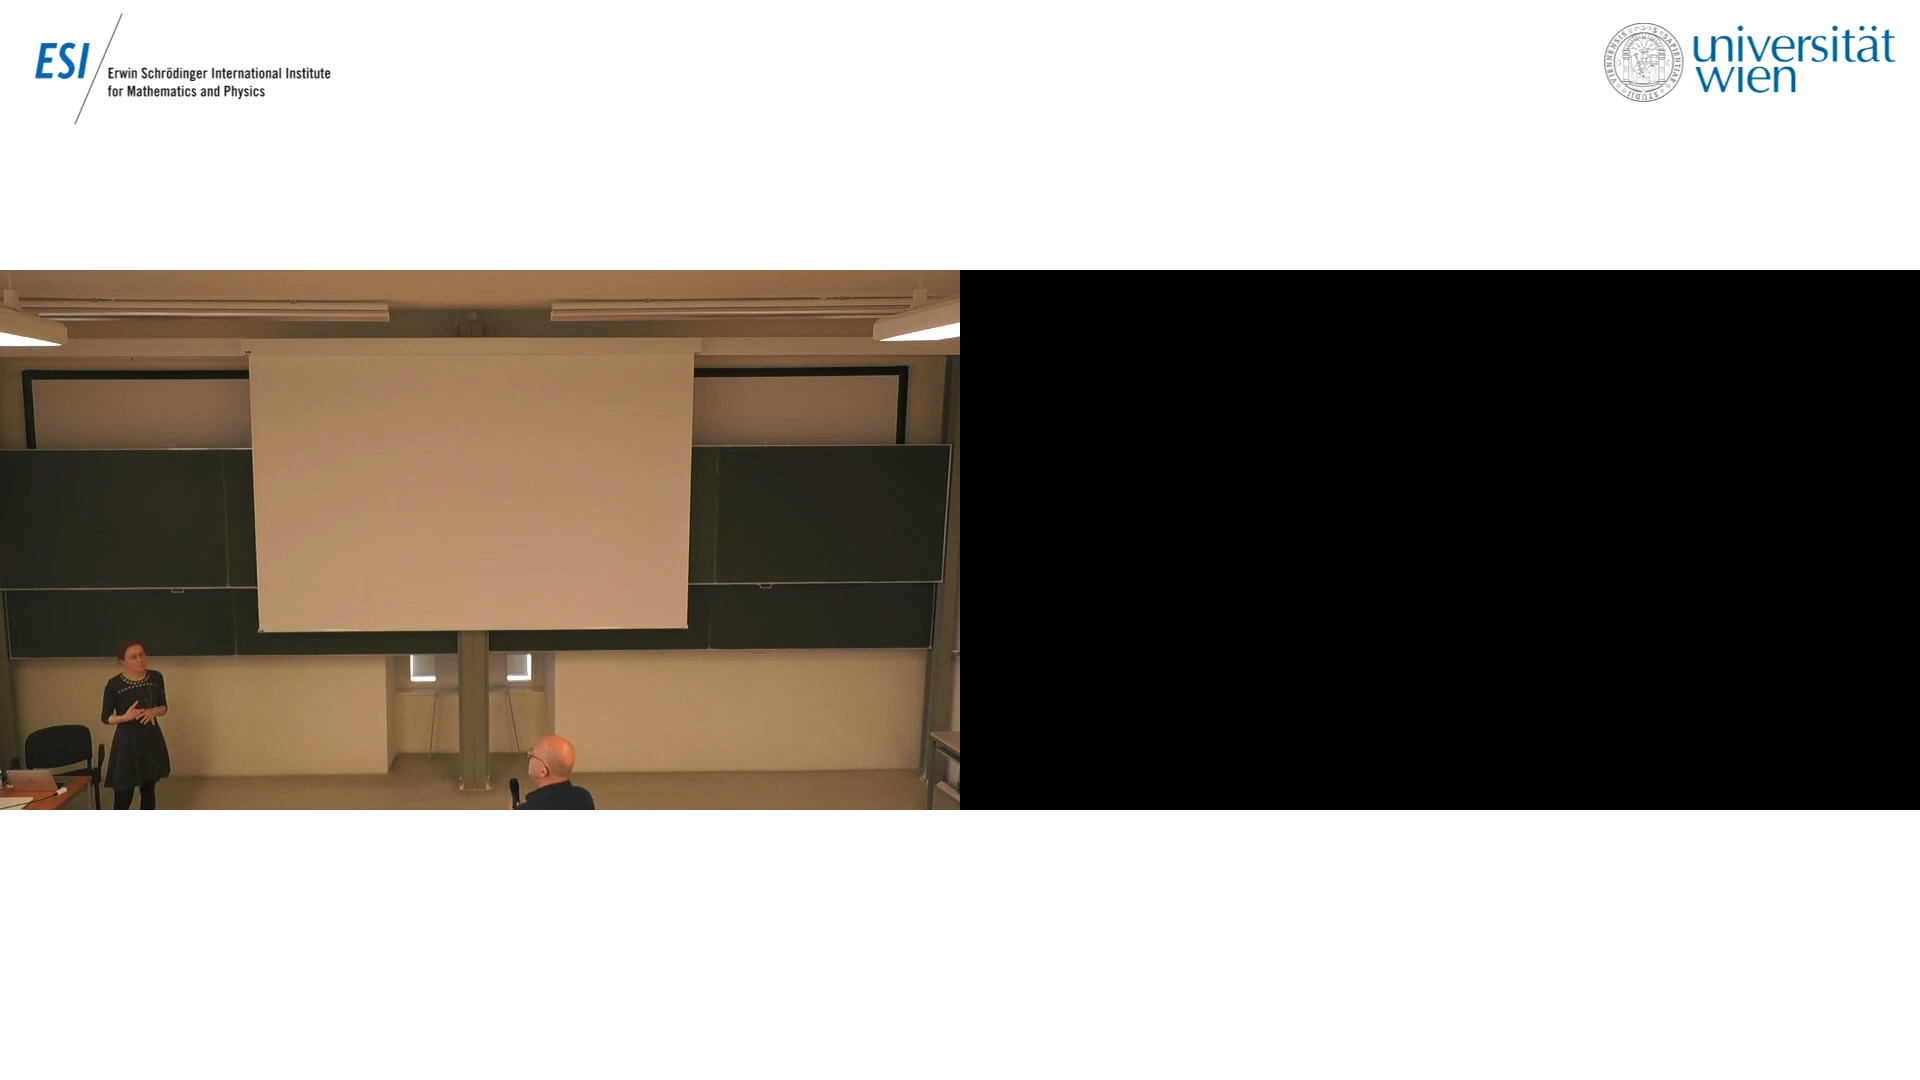 ESI
Erwin Schrödinger International Institute
for Mathematics and Physics
universität
wien